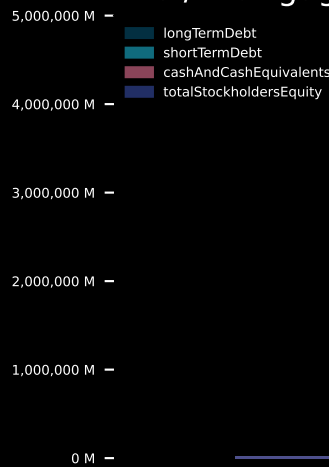 5,000,000 M
longTermDebt
shortTermDebt
cashAndCashEquivalents
totalStockholdersEquity
4,000,000 M
3,000,000 M
2,000,000 M
1,000,000 M
0 M